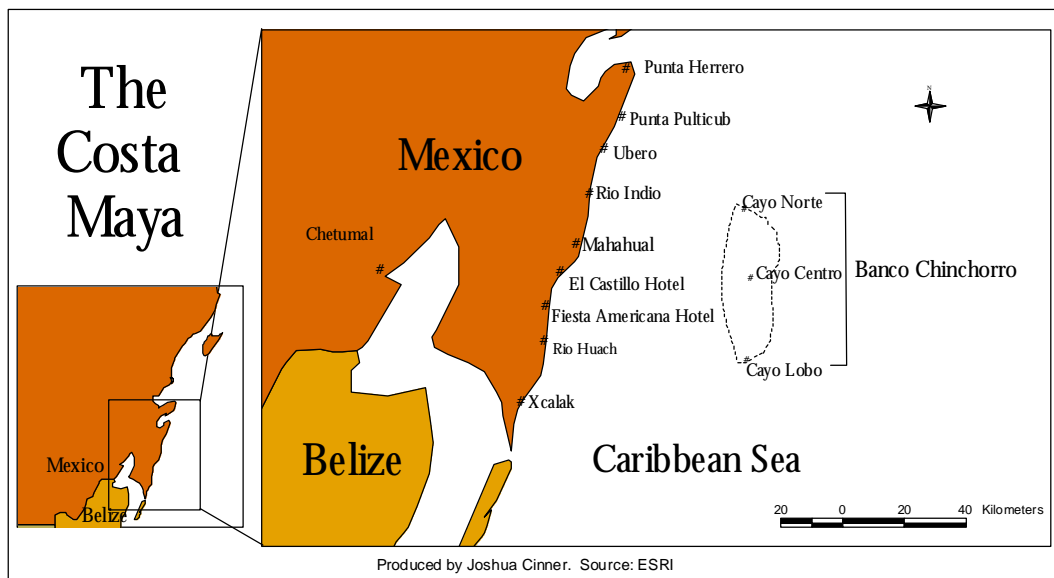 The
Costa
Maya
Mexico
Belize
Punta Herrero
N
Punta Pulticub
Mexico
Ubero
Rio Indio
Cayo Norte
Chetumal
Mahahual
Cayo Centro
Banco Chinchorro
El Castillo Hotel
Fiesta Americana Hotel
Rio Huach
Cayo Lobo
Xcalak
Belize
Caribbean Sea
20 0 20 40 Kilometers
Produced by Joshua Cinner. Source: ESRI